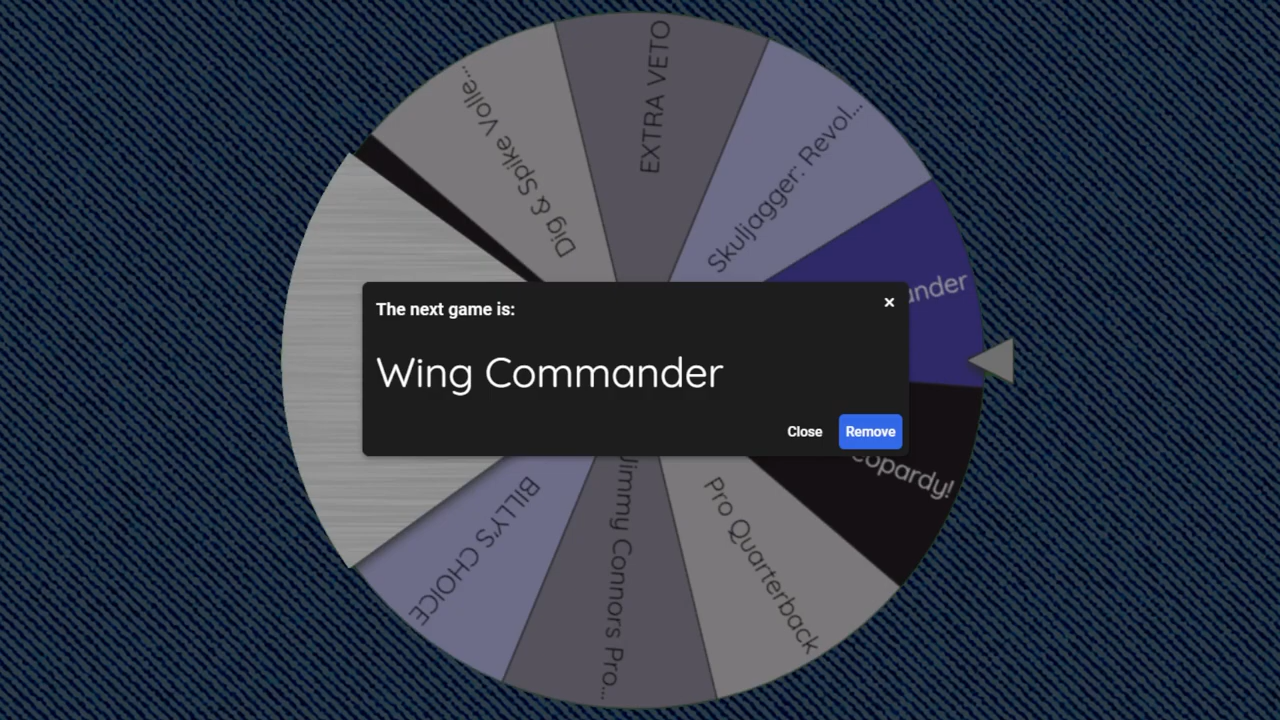 Dig & Spike Volle...
EXTRA VETO
Skuljagger: Revol...
ander
The next game is:
Wing Commander
Close
Remove
opardy!
Pro Quarterback
Jimmy Connors Pro...
BILLY'S CHOICE